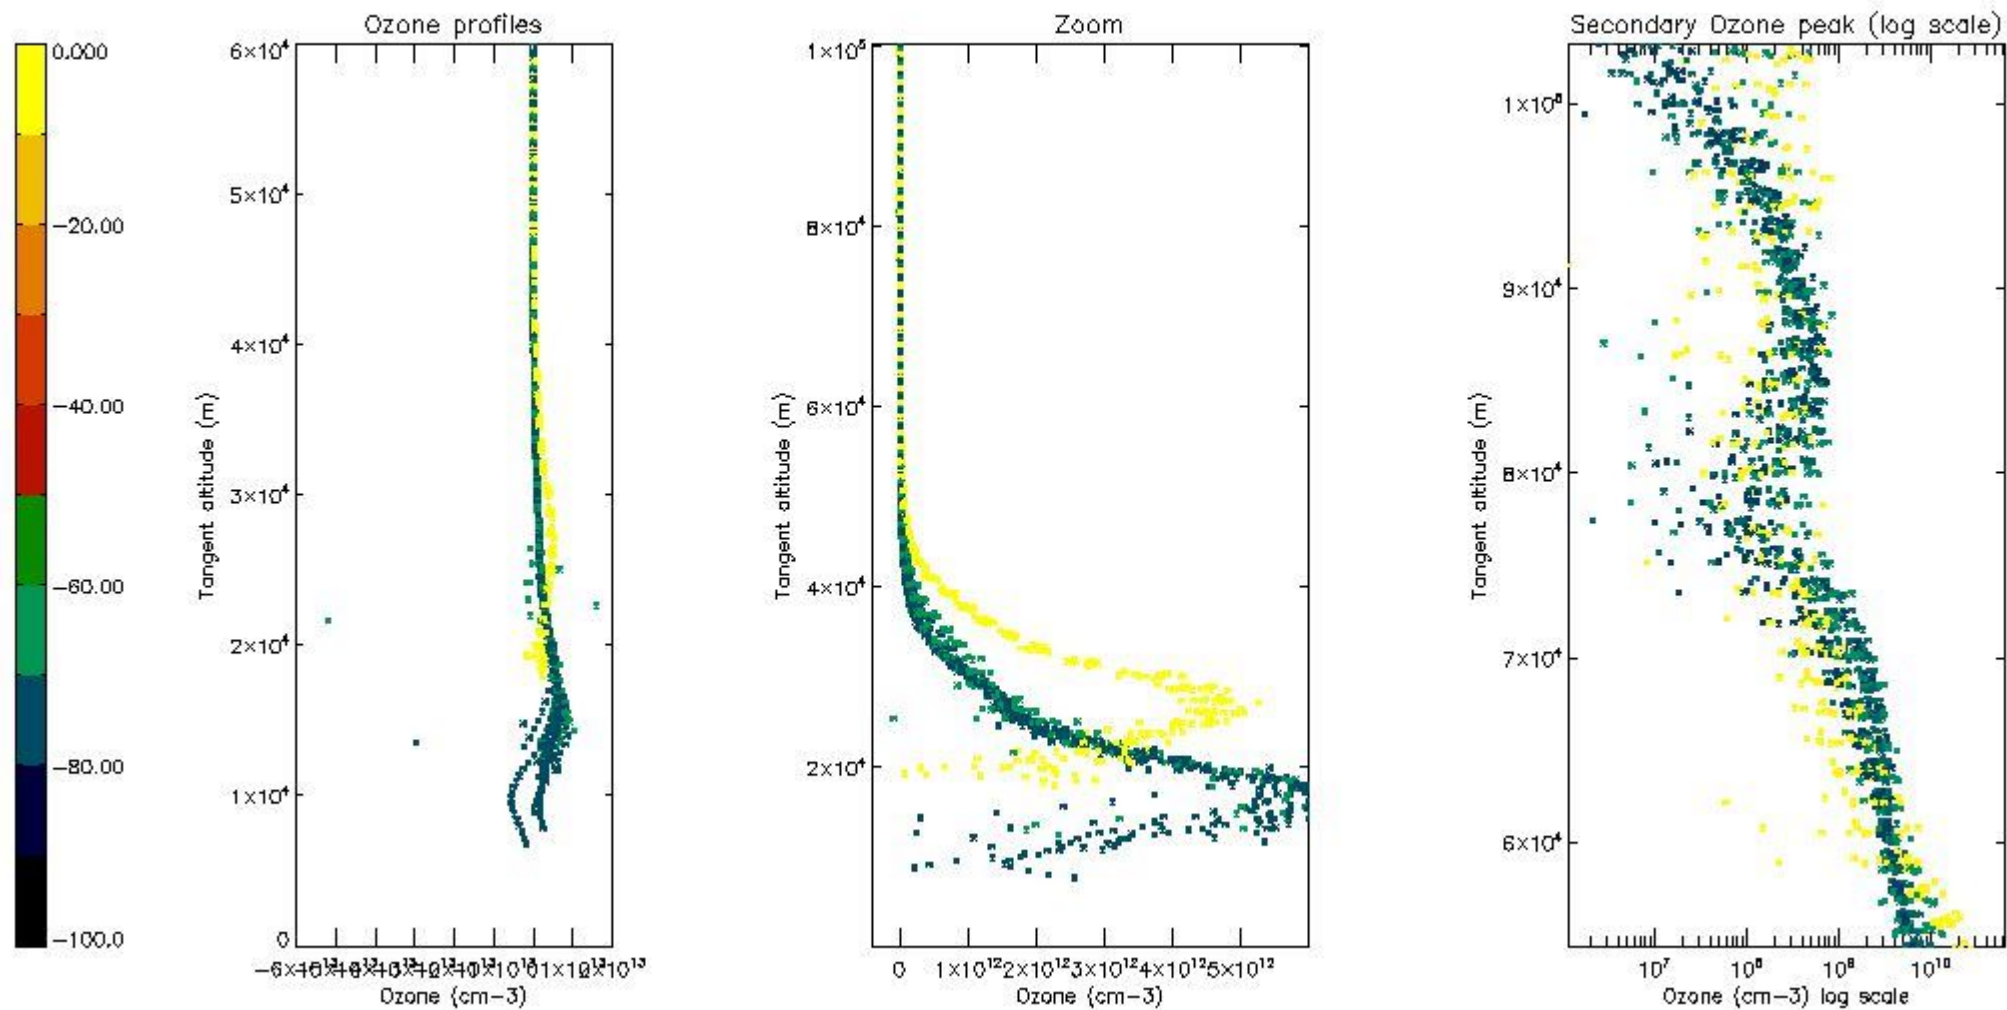 Ozone profiles
Zoom
Secondary Ozone peak (log scale)
0.000
-20.00
-40.00
-60.00
-80.00
-100.0
6×10⁴
5×10⁴
4×10⁴
3×10⁴
2×10⁴
1×10⁴
0
Tangent altitude (m)
Ozone (cm-3)
1×10⁵
8×10⁴
6×10⁴
4×10⁴
2×10⁴
Tangent altitude (m)
0 1×10¹² 2×10¹² 3×10¹² 4×10¹² 5×10¹²
Ozone (cm-3)
1×10⁵
9×10⁴
8×10⁴
7×10⁴
6×10⁴
Tangent altitude (m)
10⁷ 10⁸ 10⁹ 10¹⁰
Ozone (cm-3) log scale